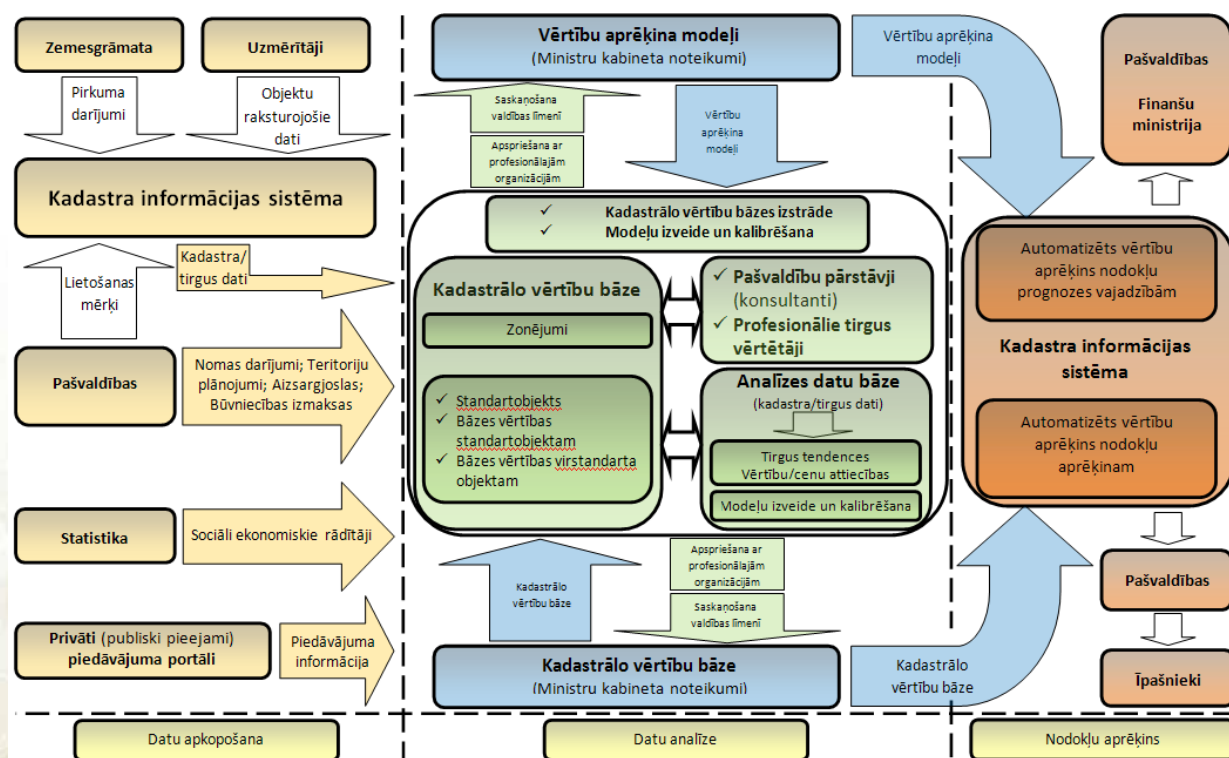 Zemesgrāmata
Uzmērītāji
Pirkuma
darījumi
Objektu
raksturojošie
dati
Kadastra informācijas sistēma
Lietošanas
mērķi
Kadastra/
tirgus dati
Pašvaldības
Nomas darījumi; Teritoriju
plānojumi; Aizsargjoslas;
Būvniecības izmaksas
Statistika
Sociāli ekonomiskie rādītāji
Privāti (publiski pieejami)
piedāvājuma portāli
Piedāvājuma
informācija
Datu apkopošana
Vērtību aprēķina modeļi
(Ministru kabineta noteikumi)
Saskaņošana
valdības līmenī
Apspriešana ar
profesionālajām
organizācijām
Vērtību
aprēķina
modeļi
✓ Kadastrālo vērtību bāzes izstrāde
✓ Modeļu izveide un kalibrēšana
Kadastrālo vērtību bāze
Zonējumi
✓ Standartobjekts
✓ Bāzes vērtības
standartobjektam
✓ Bāzes vērtības virstandarta
objektam
✓ Pašvaldību pārstāvji
(konsultanti)
✓ Profesionālie tirgus
vērtētāji
Analīzes datu bāze
(kadastra/tirgus dati)
Tirgus tendences
Vērtību/cenu attiecības
Modeļu izveide un kalibrēšana
Kadastrālo
vērtību bāze
Apspriešana ar
profesionālajām
organizācijām
Saskaņošana
valdības līmenī
Kadastrālo vērtību bāze
(Ministru kabineta noteikumi)
Datu analīze
Vērtību aprēķina
modeļi
Pašvaldības
Finanšu
ministrija
Automatizēts vērtību
aprēķins nodokļu
prognozes vajadzībām
Kadastra informācijas
sistēma
Automatizēts vērtību
aprēķins nodokļu
aprēķinam
Kadastrālo
vērtību bāze
Pašvaldības
Īpašnieki
Nodokļu aprēķins